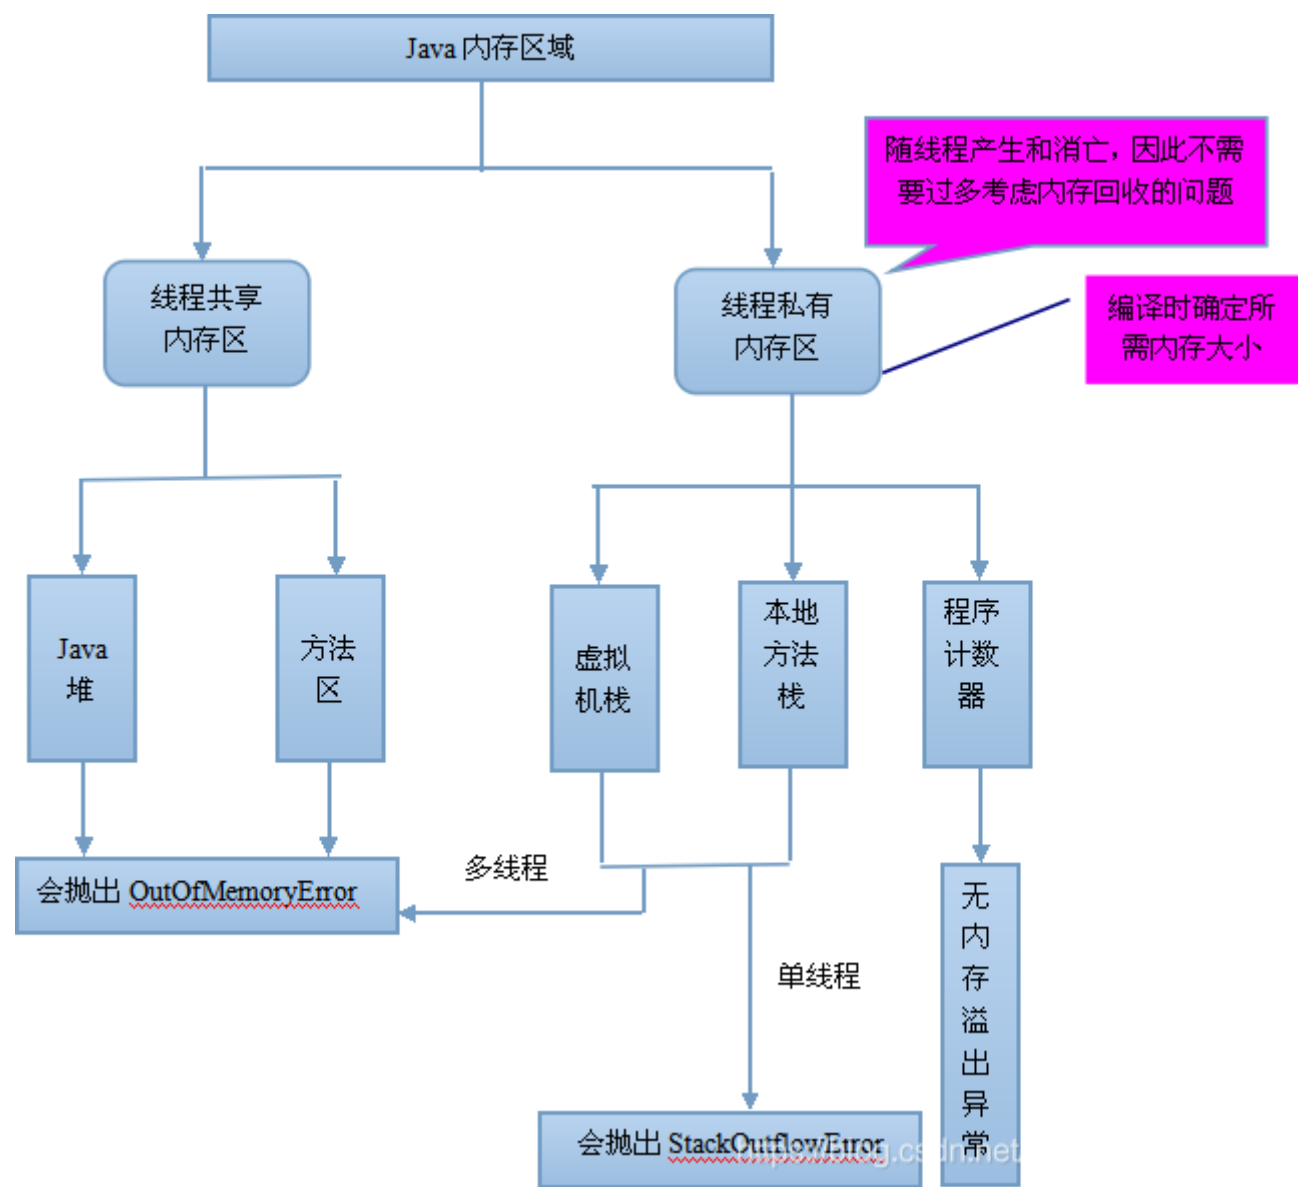 Java 内存区域
随线程产生和消亡，因此不需
要过多考虑内存回收的问题
线程共享
内存区
线程私有
内存区
编译时确定所
需内存大小
Java
堆
方法
区
虚拟
机栈
本地
方法
栈
程序
计数
器
多线程
会抛出 OutOfMemoryError
单线程
无
内
存
溢
出
异
常
会抛出 StackOutflowError
https://blog.csdn.net/